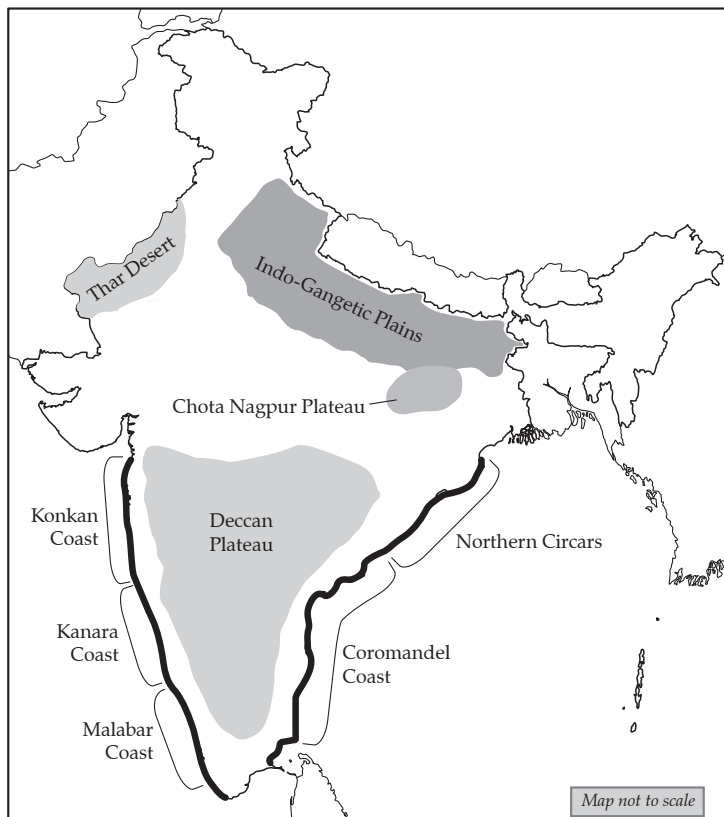 Thar Desert
Indo-Gangetic Plains
Chota Nagpur Plateau
Konkan
Coast
Deccan
Plateau
Northern Circars
Kanara
Coast
Coromandel
Coast
Malabar
Coast
Map not to scale